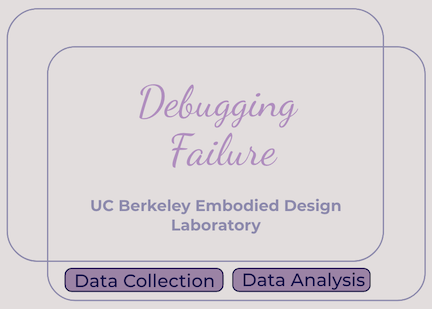 Debugging
Failure
UC Berkeley Embodied Design
Laboratory
Data Collection
Data Analysis